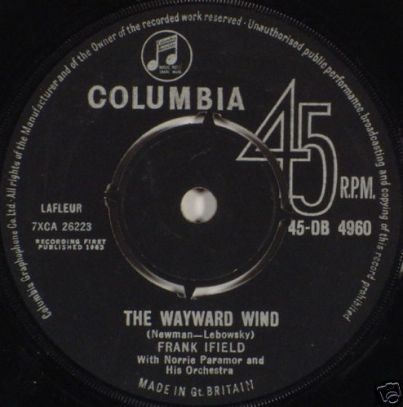 Columbia Graphophone Co Ltd·All rights of the Manufacturer and of the Owner of the recorded work reserved·Unauthorised public performance, broadcasting and copying of this record prohibited
COLUMBIA
45
R.P.M.
LAFLEUR
7XCA 26223
RECORDING FIRST
PUBLISHED 1963
45-DB 4960
THE WAYWARD WIND
(Newman—Lebowsky)
FRANK IFIELD
With Norrie Paramor and
His Orchestra
MADE IN Gt. BRITAIN